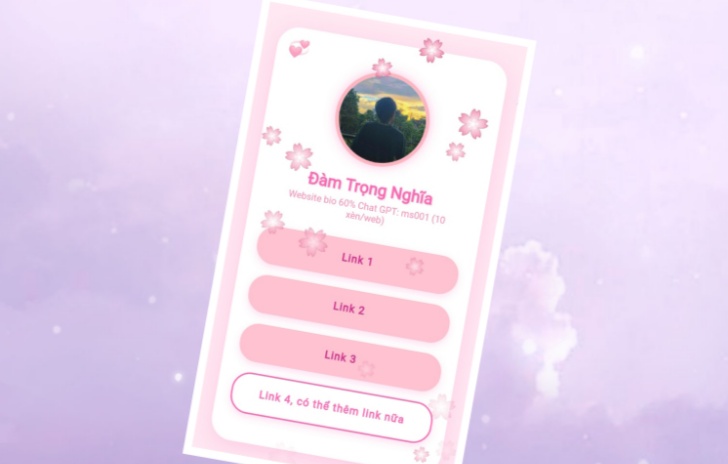 Đàm Trọng Nghĩa
Website bio 60% Chat GPT: ms001 (10
xèn/web)
Link 1
Link 2
Link 3
Link 4, có thể thêm link nữa